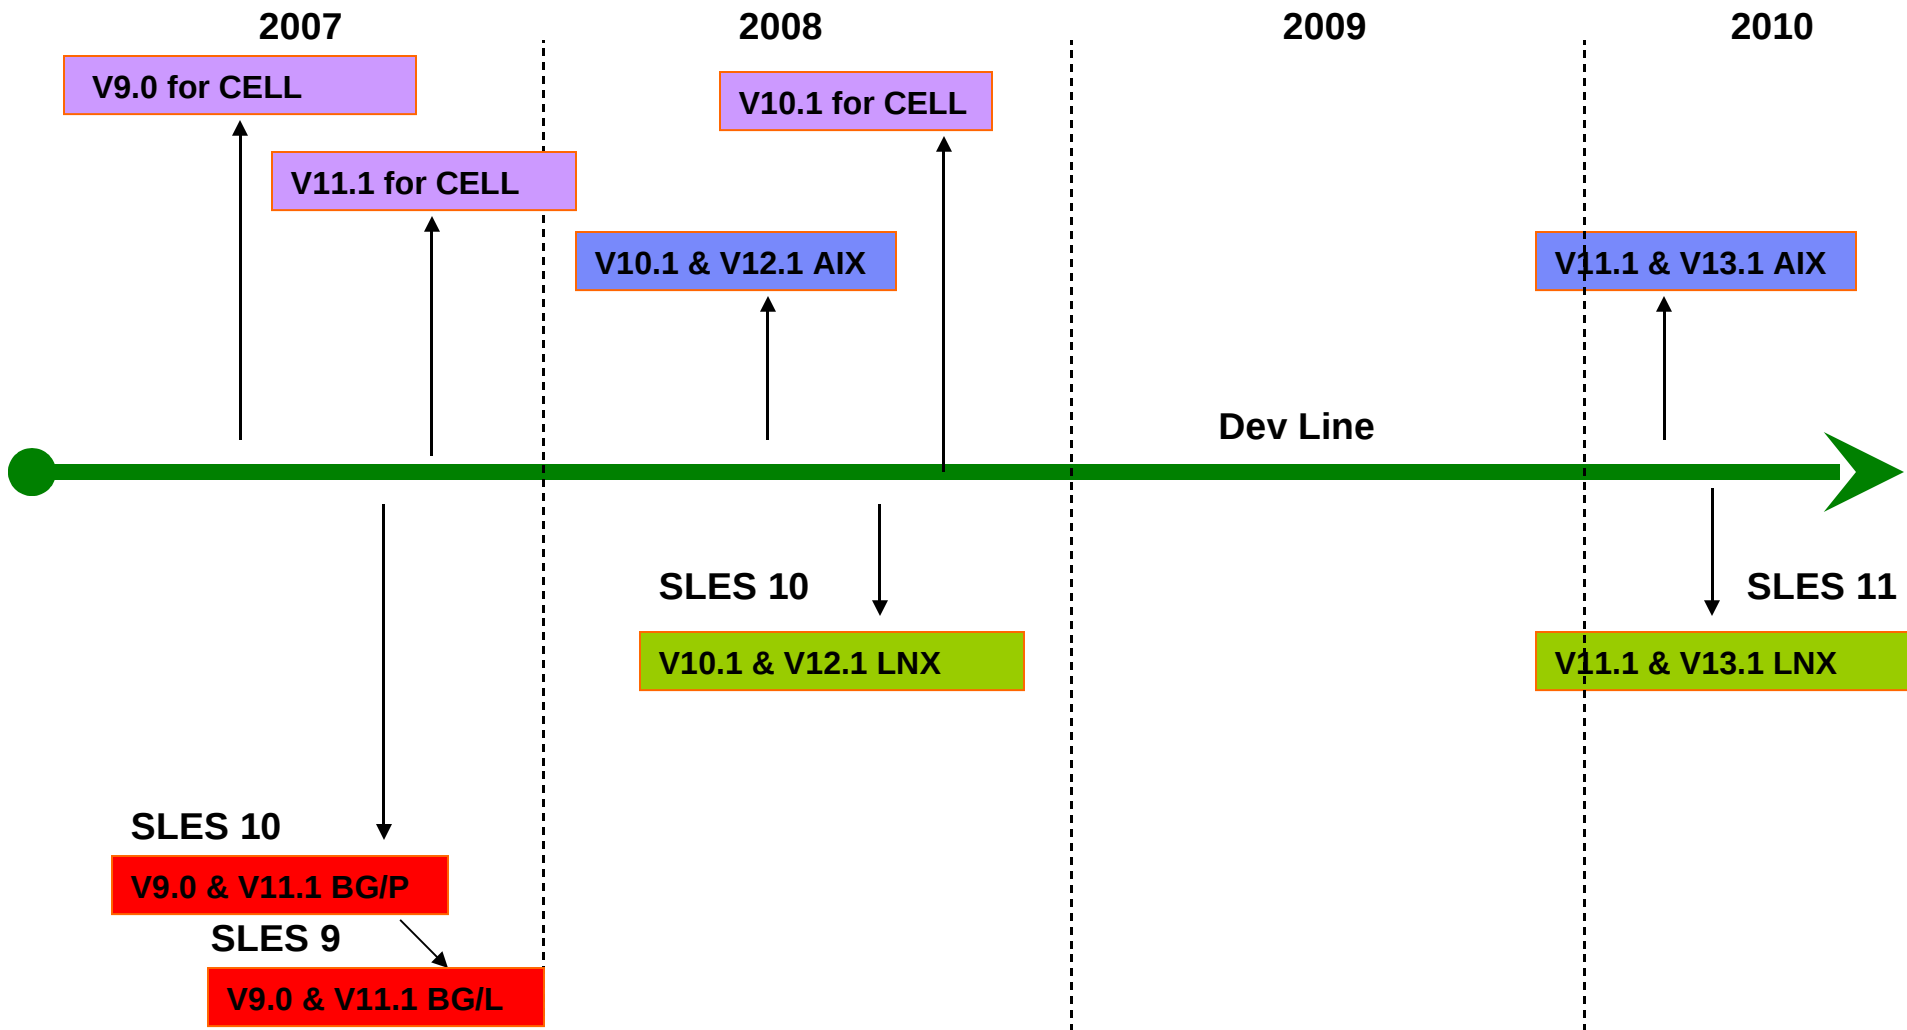 2007
2008
2009
2010
V9.0 for CELL
V10.1 for CELL
V11.1 for CELL
V10.1 & V12.1 AIX
V11.1 & V13.1 AIX
Dev Line
SLES 10
SLES 11
V10.1 & V12.1 LNX
V11.1 & V13.1 LNX
SLES 10
V9.0 & V11.1 BG/P
SLES 9
V9.0 & V11.1 BG/L